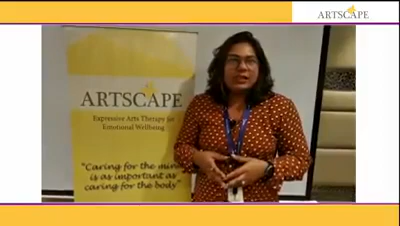 ARTSCAPE
ARTSCAPE
Expressive Arts Therapy for
Emotional Wellbeing
"Caring for the mind
is as important as
caring for the body"